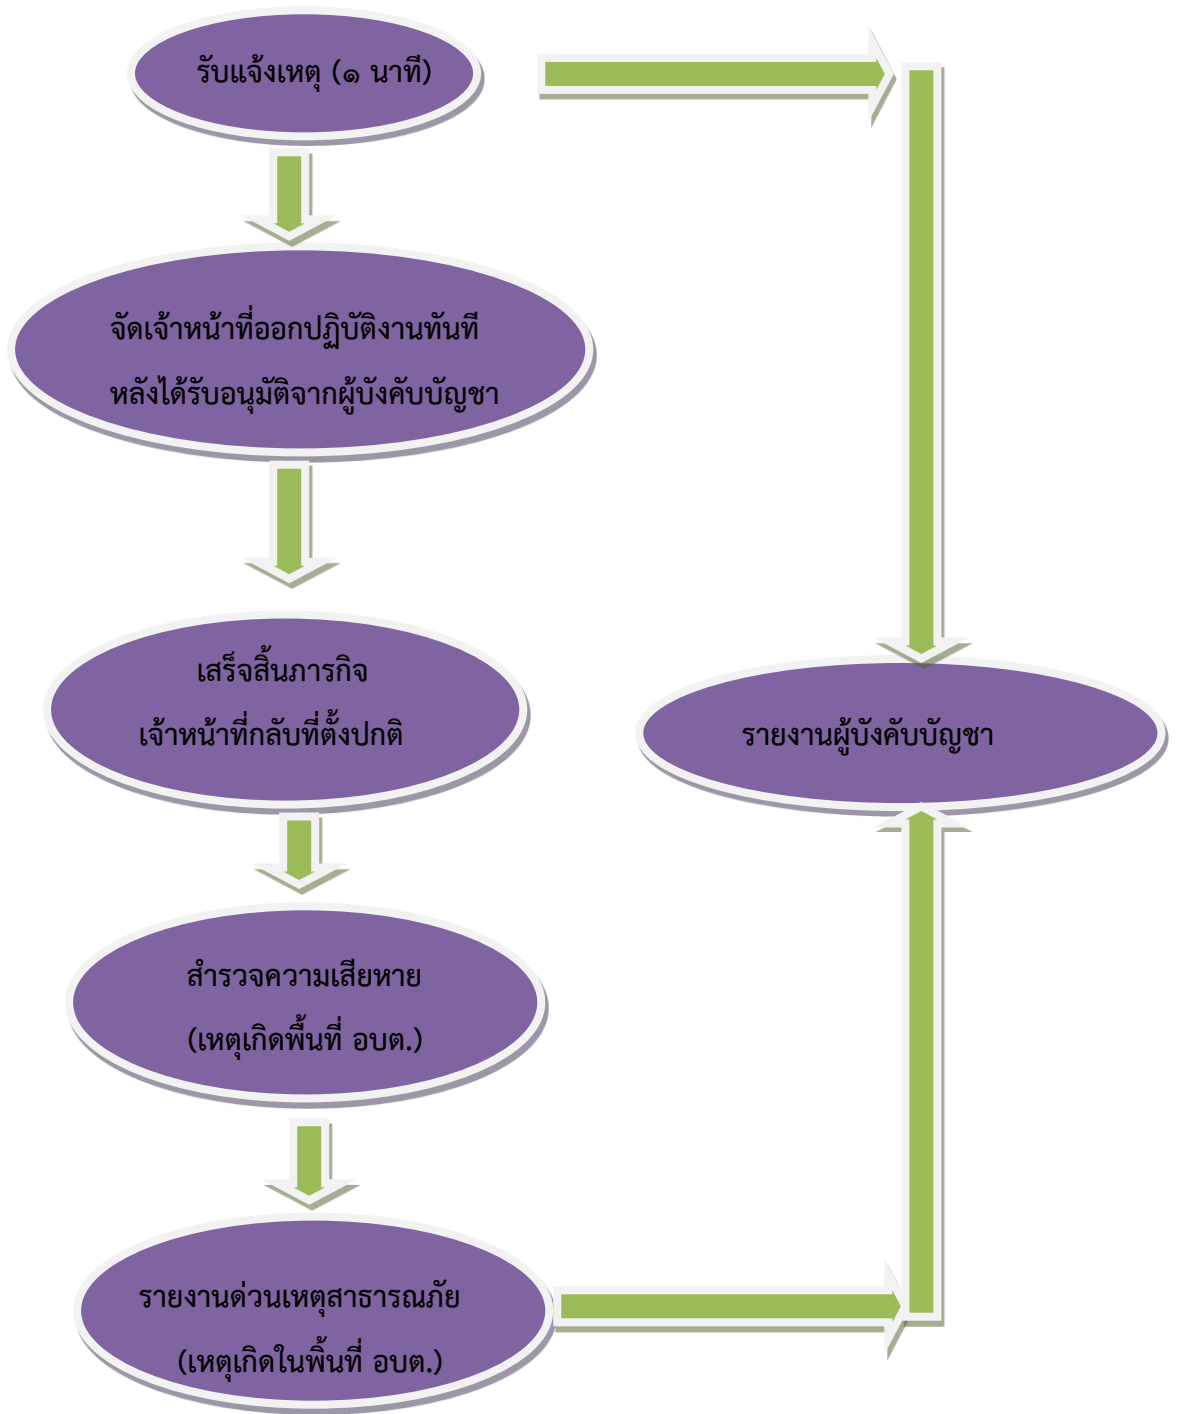 รับแจ้งเหตุ (๑ นาที)
จัดเจ้าหน้าที่ออกปฏิบัติงานทันที
หลังได้รับอนุมัติจากผู้บังคับบัญชา
เสร็จสิ้นภารกิจ
เจ้าหน้าที่กลับที่ตั้งปกติ
รายงานผู้บังคับบัญชา
สำรวจความเสียหาย
(เหตุเกิดพื้นที่ อบต.)
รายงานด่วนเหตุสาธารณภัย
(เหตุเกิดในพื้นที่ อบต.)